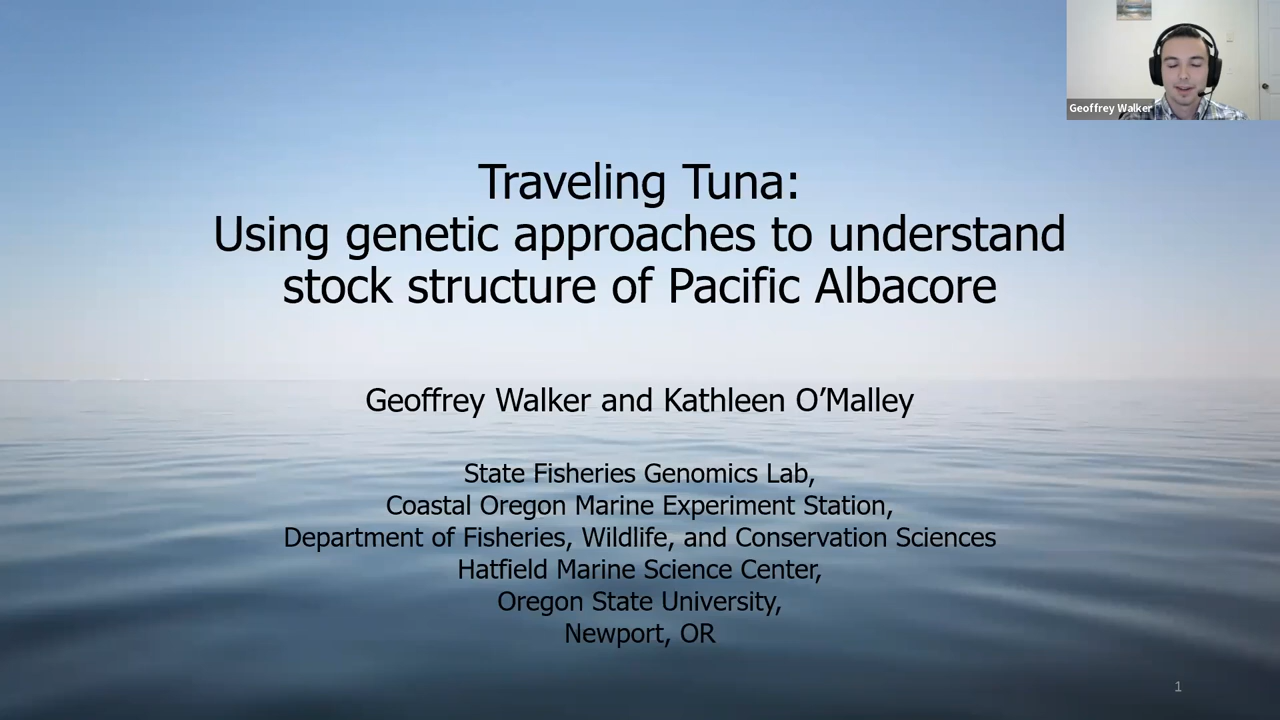 Geoffrey Walker
Traveling Tuna:
Using genetic approaches to understand
stock structure of Pacific Albacore
Geoffrey Walker and Kathleen O’Malley
State Fisheries Genomics Lab,
Coastal Oregon Marine Experiment Station,
Department of Fisheries, Wildlife, and Conservation Sciences
Hatfield Marine Science Center,
Oregon State University,
Newport, OR
1